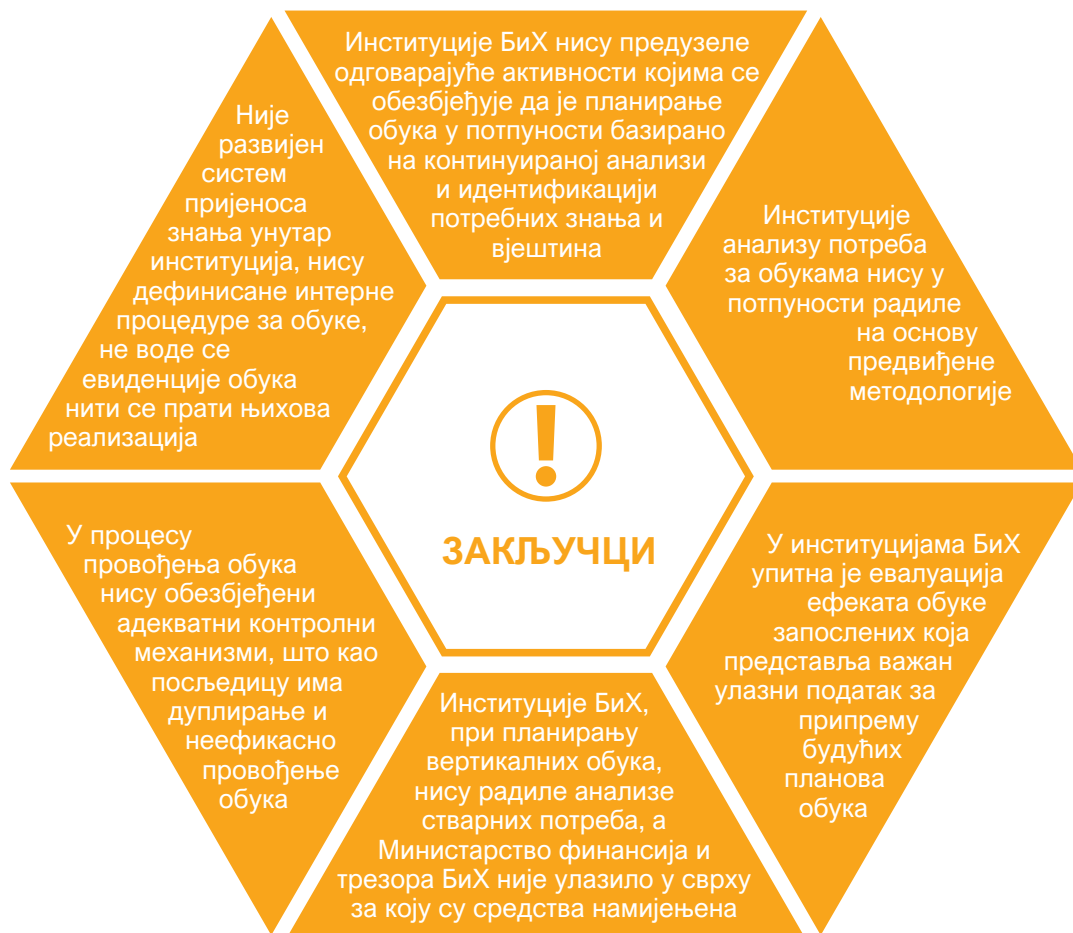 Институције БиХ нису предузеле
одговарајуће активности којима се
обезбјеђује да је планирање
обука у потпуности базирано
на континуираној анализи
и идентификацији
потребних знања и
вјештина
Институције
анализу потреба
за обукама нису у
потпуности радиле
на основу
предвиђене
методологије
У институцијама БиХ
упитна је евалуација
ефеката обуке
запослених која
представља важан
улазни податак за
припрему
будућих
планова
обука
Институције БиХ,
при планирању
вертикалних обука,
нису радиле анализе
стварних потреба, а
Министарство финансија и
трезора БиХ није улазило у сврху
за коју су средства намијењена
У процесу
провођења обука
нису обезбјеђени
адекватни контролни
механизми, што као
посљедицу има
дуплирање и
неефикасно
провођење
обука
Није
развијен
систем
пријеноса
знања унутар
институција, нису
дефинисане интерне
процедуре за обуке,
не воде се
евиденције обука
нити се прати њихова
реализација
!
ЗАКЉУЧЦИ